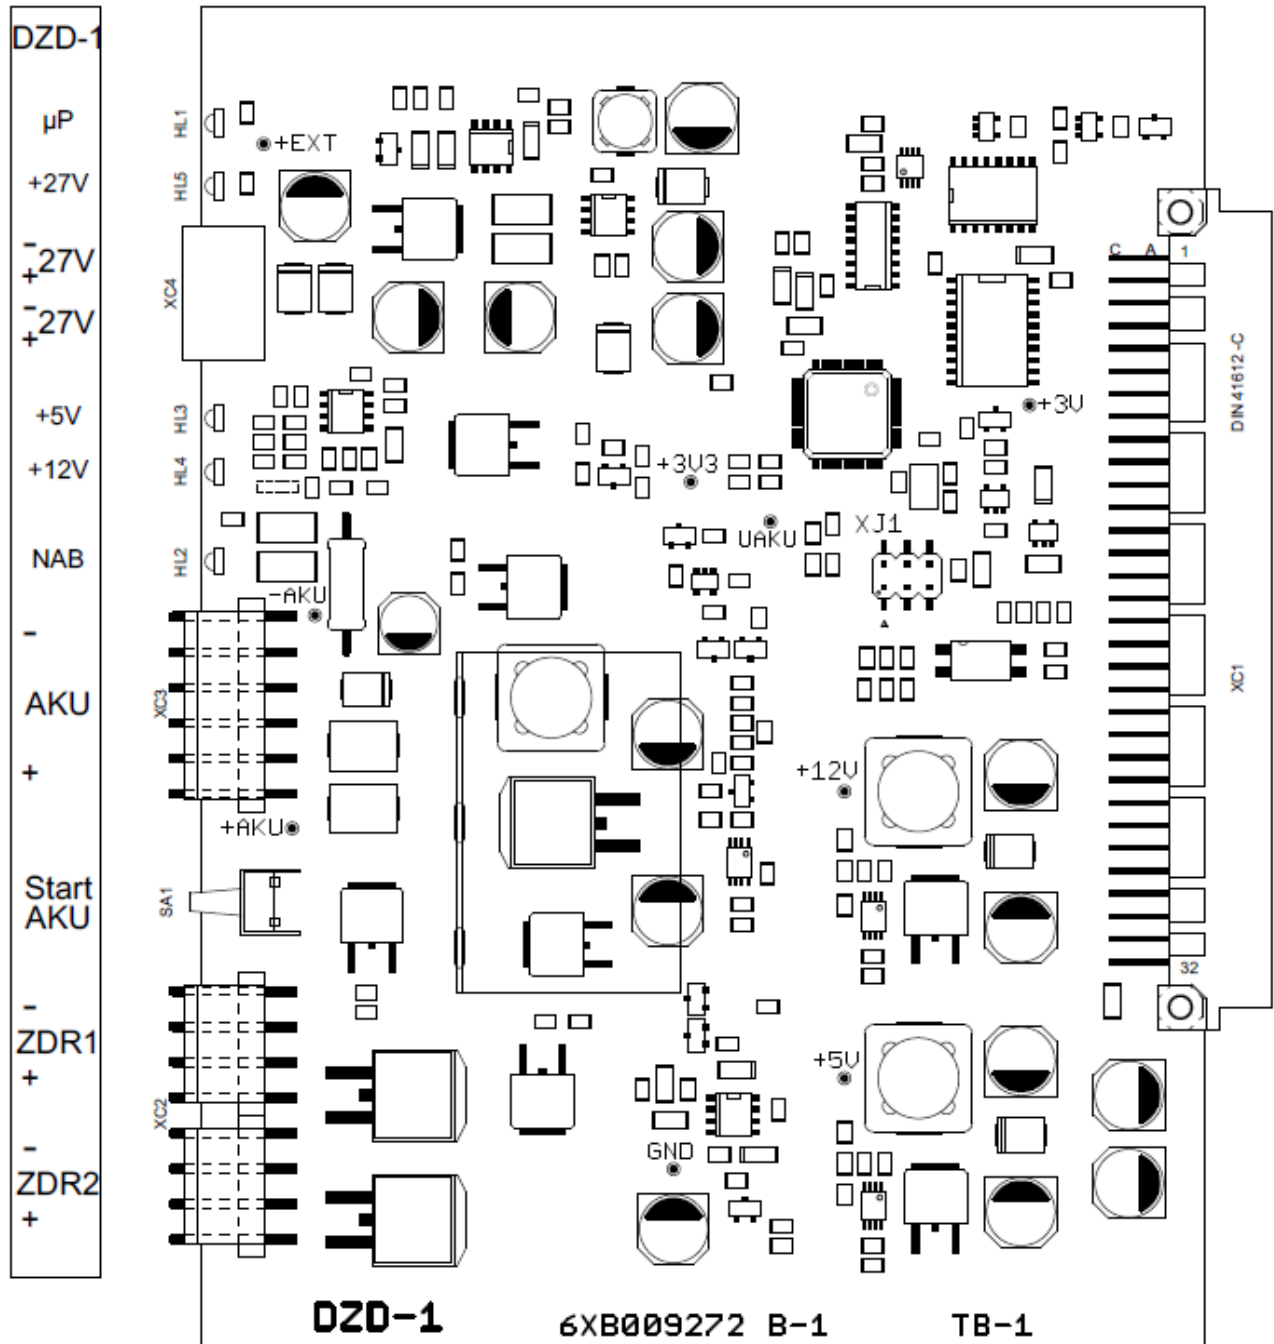 DZD-1
µP
+27V
-
27V
+
-
27V
+
+5V
+12V
NAB
-
AKU
+
Start
AKU
-
ZDR1
+
-
ZDR2
+
HL1
HL5
XC4
HL3
HL4
HL2
XC3
SA1
XC2
+EXT
-AKU
+AKU
+3V3
UAKU
XJ1
+3V
+12V
+5V
GND
C A 1
32
DIN 41612-C
XC1
DZD-1
6XB009272 B-1
TB-1